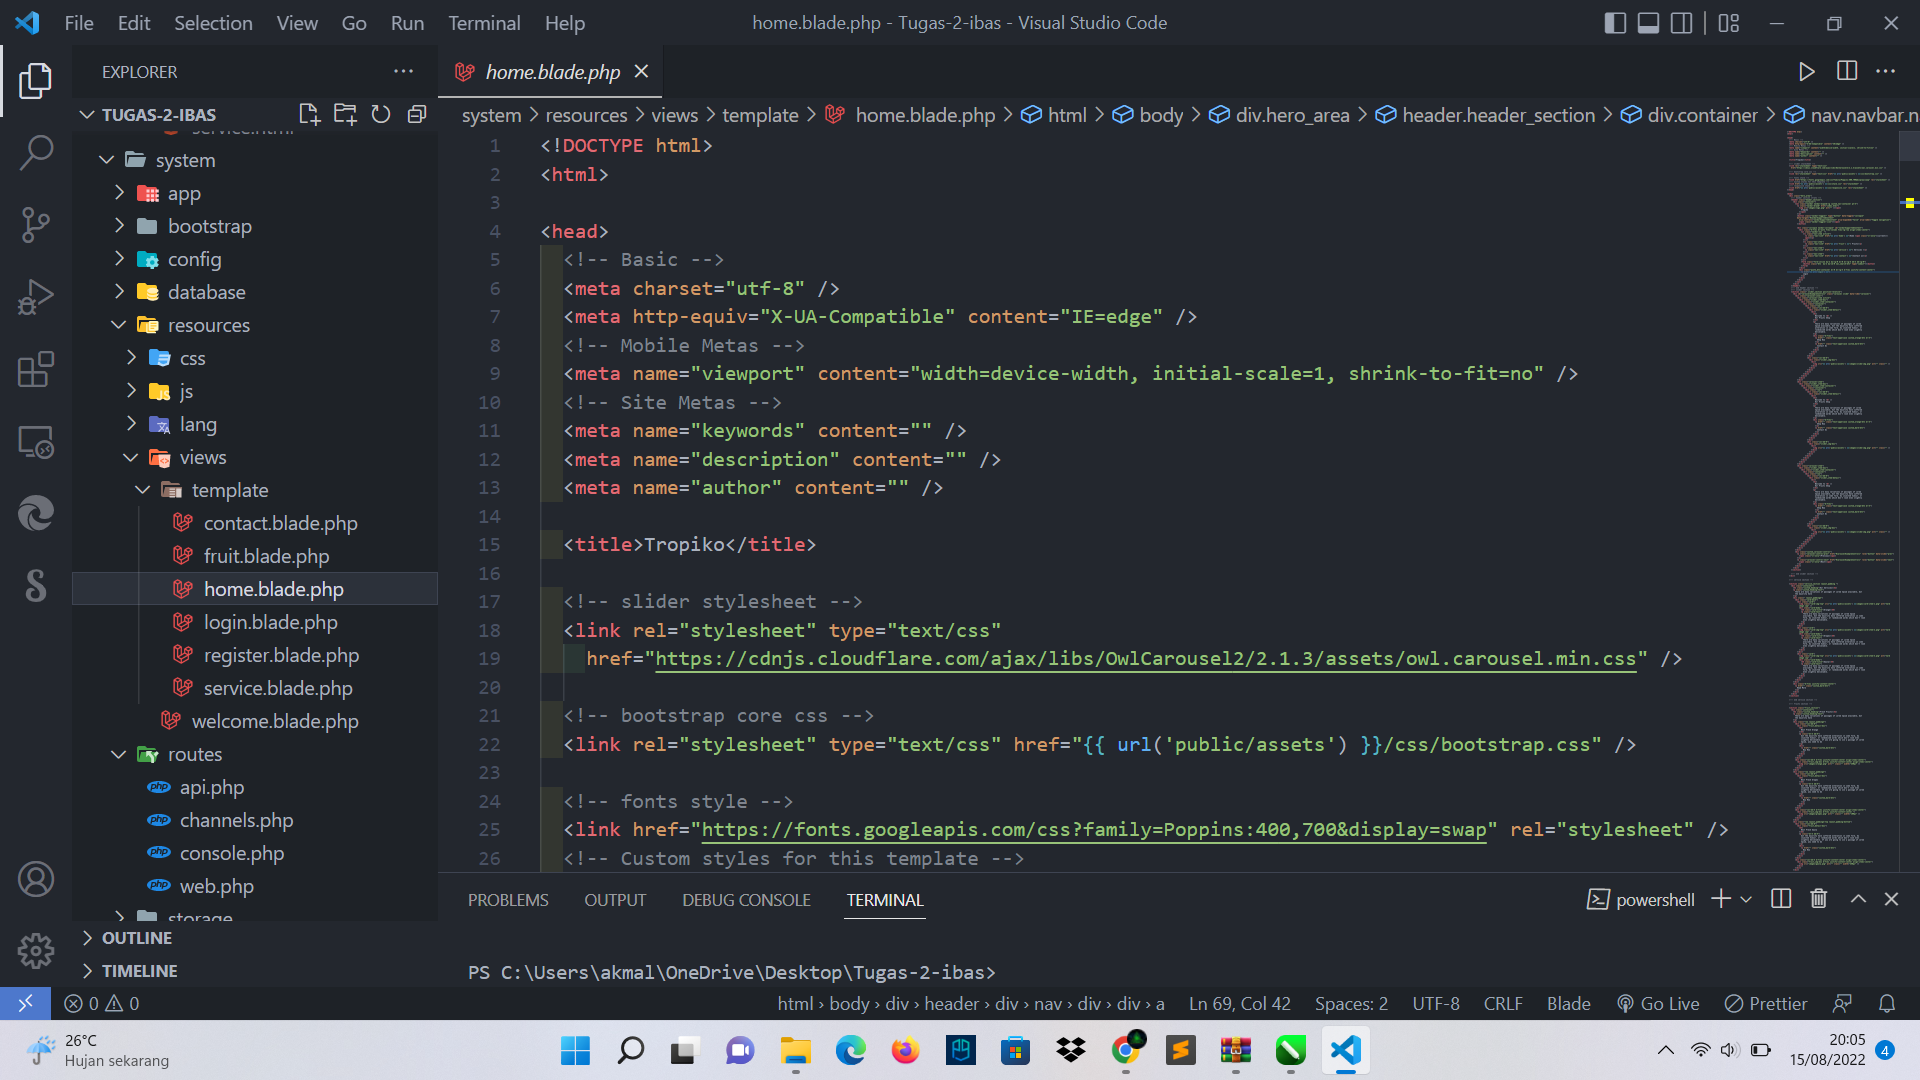 File Edit Selection View Go Run Terminal Help
home.blade.php - Tugas-2-ibas - Visual Studio Code
EXPLORER
TUGAS-2-IBAS
service.html
system
app
bootstrap
config
database
resources
css
js
lang
views
template
contact.blade.php
fruit.blade.php
home.blade.php
login.blade.php
register.blade.php
service.blade.php
welcome.blade.php
routes
api.php
channels.php
console.php
web.php
storage
OUTLINE
TIMELINE
home.blade.php
system > resources > views > template > home.blade.php > html > body > div.hero_area > header.header_section > div.container > nav.navbar.n
1 <!DOCTYPE html>
2 <html>
3
4 <head>
5 <!-- Basic -->
6 <meta charset="utf-8" />
7 <meta http-equiv="X-UA-Compatible" content="IE=edge" />
8 <!-- Mobile Metas -->
9 <meta name="viewport" content="width=device-width, initial-scale=1, shrink-to-fit=no" />
10 <!-- Site Metas -->
11 <meta name="keywords" content="" />
12 <meta name="description" content="" />
13 <meta name="author" content="" />
14
15 <title>Tropiko</title>
16
17 <!-- slider stylesheet -->
18 <link rel="stylesheet" type="text/css"
19 href="https://cdnjs.cloudflare.com/ajax/libs/OwlCarousel2/2.1.3/assets/owl.carousel.min.css" />
20
21 <!-- bootstrap core css -->
22 <link rel="stylesheet" type="text/css" href="{{ url('public/assets') }}/css/bootstrap.css" />
23
24 <!-- fonts style -->
25 <link href="https://fonts.googleapis.com/css?family=Poppins:400,700&display=swap" rel="stylesheet" />
26 <!-- Custom styles for this template -->
PROBLEMS OUTPUT DEBUG CONSOLE TERMINAL
powershell
PS C:\Users\akmal\OneDrive\Desktop\Tugas-2-ibas>
0 0
html › body › div › header › div › nav › div › div › a
Ln 69, Col 42 Spaces: 2 UTF-8 CRLF Blade Go Live Prettier
26°C
Hujan sekarang
20:05
15/08/2022
4